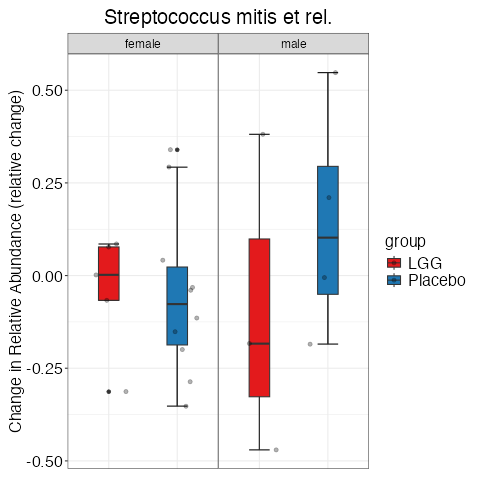 Streptococcus mitis et rel.
female
male
Change in Relative Abundance (relative change)
0.50
0.25
0.00
-0.25
-0.50
group
LGG
Placebo